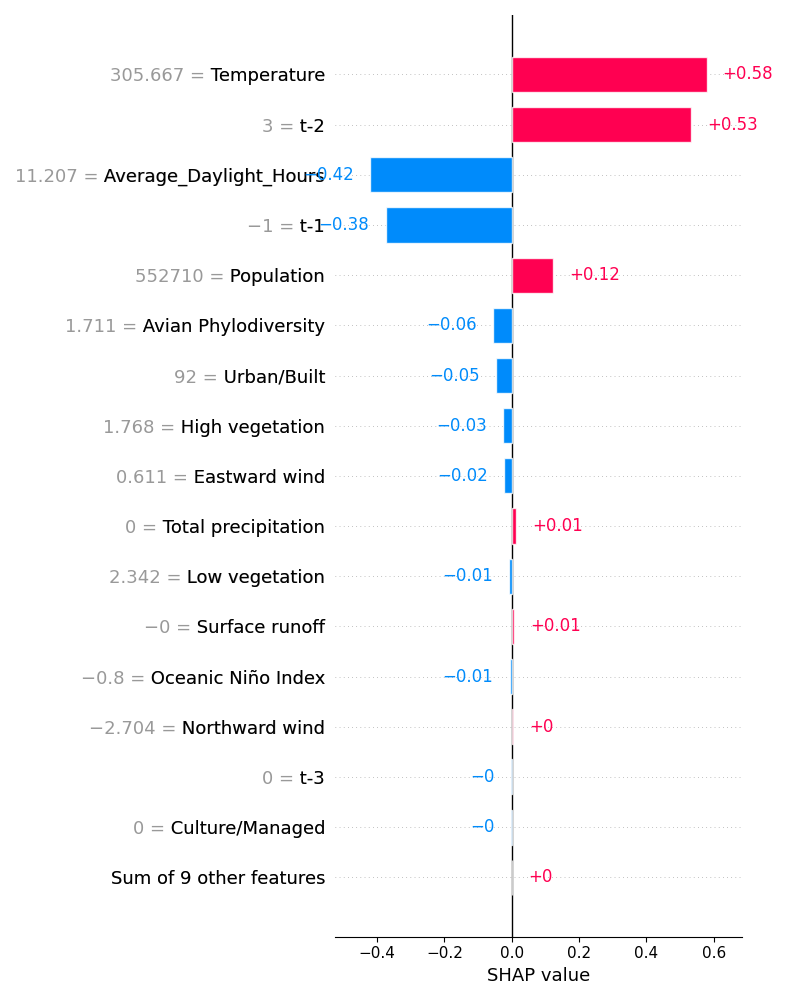 305.667 = Temperature +0.58
3 = t-2 +0.53
11.207 = Average_Daylight_Hours −0.42
−1 = t-1 −0.38
552710 = Population +0.12
1.711 = Avian Phylodiversity −0.06
92 = Urban/Built −0.05
1.768 = High vegetation −0.03
0.611 = Eastward wind −0.02
0 = Total precipitation +0.01
2.342 = Low vegetation −0.01
−0 = Surface runoff +0.01
−0.8 = Oceanic Niño Index −0.01
−2.704 = Northward wind +0
0 = t-3 −0
0 = Culture/Managed −0
Sum of 9 other features +0
−0.4 −0.2 0.0 0.2 0.4 0.6
SHAP value